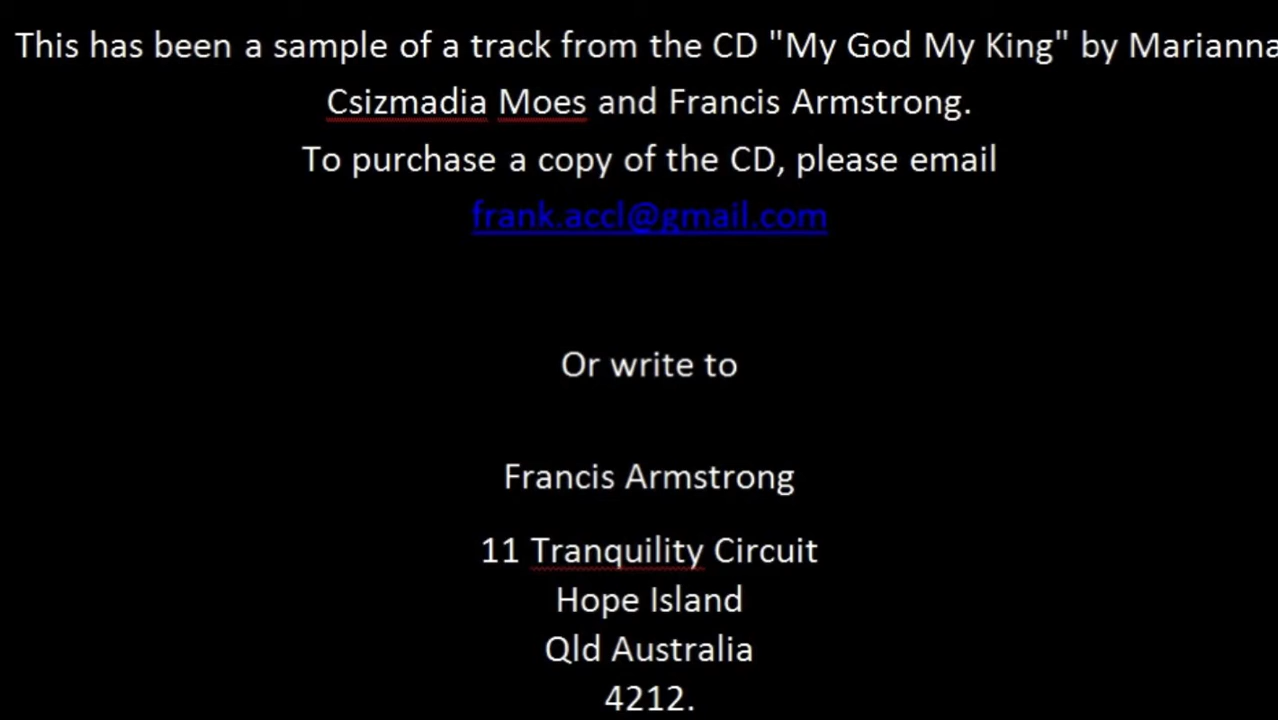 This has been a sample of a track from the CD "My God My King" by Marianna
Csizmadia Moes and Francis Armstrong.
To purchase a copy of the CD, please email
frank.accl@gmail.com
Or write to
Francis Armstrong
11 Tranquility Circuit
Hope Island
Qld Australia
4212.